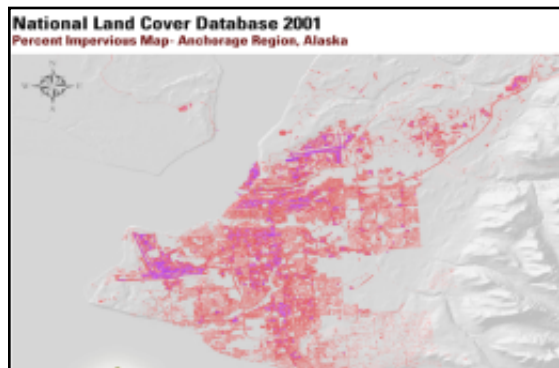 National Land Cover Database 2001
Percent Impervious Map- Anchorage Region, Alaska
N
W E
S